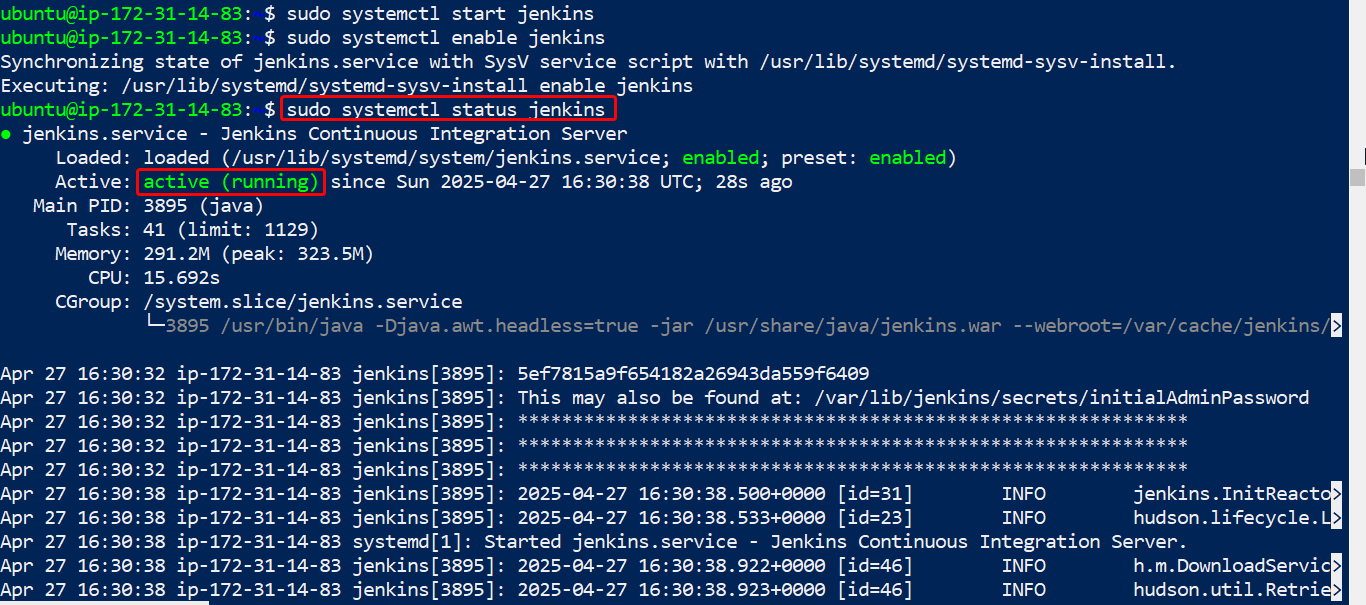 ubuntu@ip-172-31-14-83:~$ sudo systemctl start jenkins
ubuntu@ip-172-31-14-83:~$ sudo systemctl enable jenkins
Synchronizing state of jenkins.service with SysV service script with /usr/lib/systemd/systemd-sysv-install.
Executing: /usr/lib/systemd/systemd-sysv-install enable jenkins
ubuntu@ip-172-31-14-83:~$ sudo systemctl status jenkins
● jenkins.service - Jenkins Continuous Integration Server
Loaded: loaded (/usr/lib/systemd/system/jenkins.service; enabled; preset: enabled)
Active: active (running) since Sun 2025-04-27 16:30:38 UTC; 28s ago
Main PID: 3895 (java)
Tasks: 41 (limit: 1129)
Memory: 291.2M (peak: 323.5M)
CPU: 15.692s
CGroup: /system.slice/jenkins.service
└─3895 /usr/bin/java -Djava.awt.headless=true -jar /usr/share/java/jenkins.war --webroot=/var/cache/jenkins/>
Apr 27 16:30:32 ip-172-31-14-83 jenkins[3895]: 5ef7815a9f654182a26943da559f6409
Apr 27 16:30:32 ip-172-31-14-83 jenkins[3895]: This may also be found at: /var/lib/jenkins/secrets/initialAdminPassword
Apr 27 16:30:32 ip-172-31-14-83 jenkins[3895]: *************************************************************
Apr 27 16:30:32 ip-172-31-14-83 jenkins[3895]: *************************************************************
Apr 27 16:30:32 ip-172-31-14-83 jenkins[3895]: *************************************************************
Apr 27 16:30:38 ip-172-31-14-83 jenkins[3895]: 2025-04-27 16:30:38.500+0000 [id=31] INFO jenkins.InitReacto>
Apr 27 16:30:38 ip-172-31-14-83 jenkins[3895]: 2025-04-27 16:30:38.533+0000 [id=23] INFO hudson.lifecycle.L>
Apr 27 16:30:38 ip-172-31-14-83 systemd[1]: Started jenkins.service - Jenkins Continuous Integration Server.
Apr 27 16:30:38 ip-172-31-14-83 jenkins[3895]: 2025-04-27 16:30:38.922+0000 [id=46] INFO h.m.DownloadServic>
Apr 27 16:30:38 ip-172-31-14-83 jenkins[3895]: 2025-04-27 16:30:38.923+0000 [id=46] INFO hudson.util.Retrie>